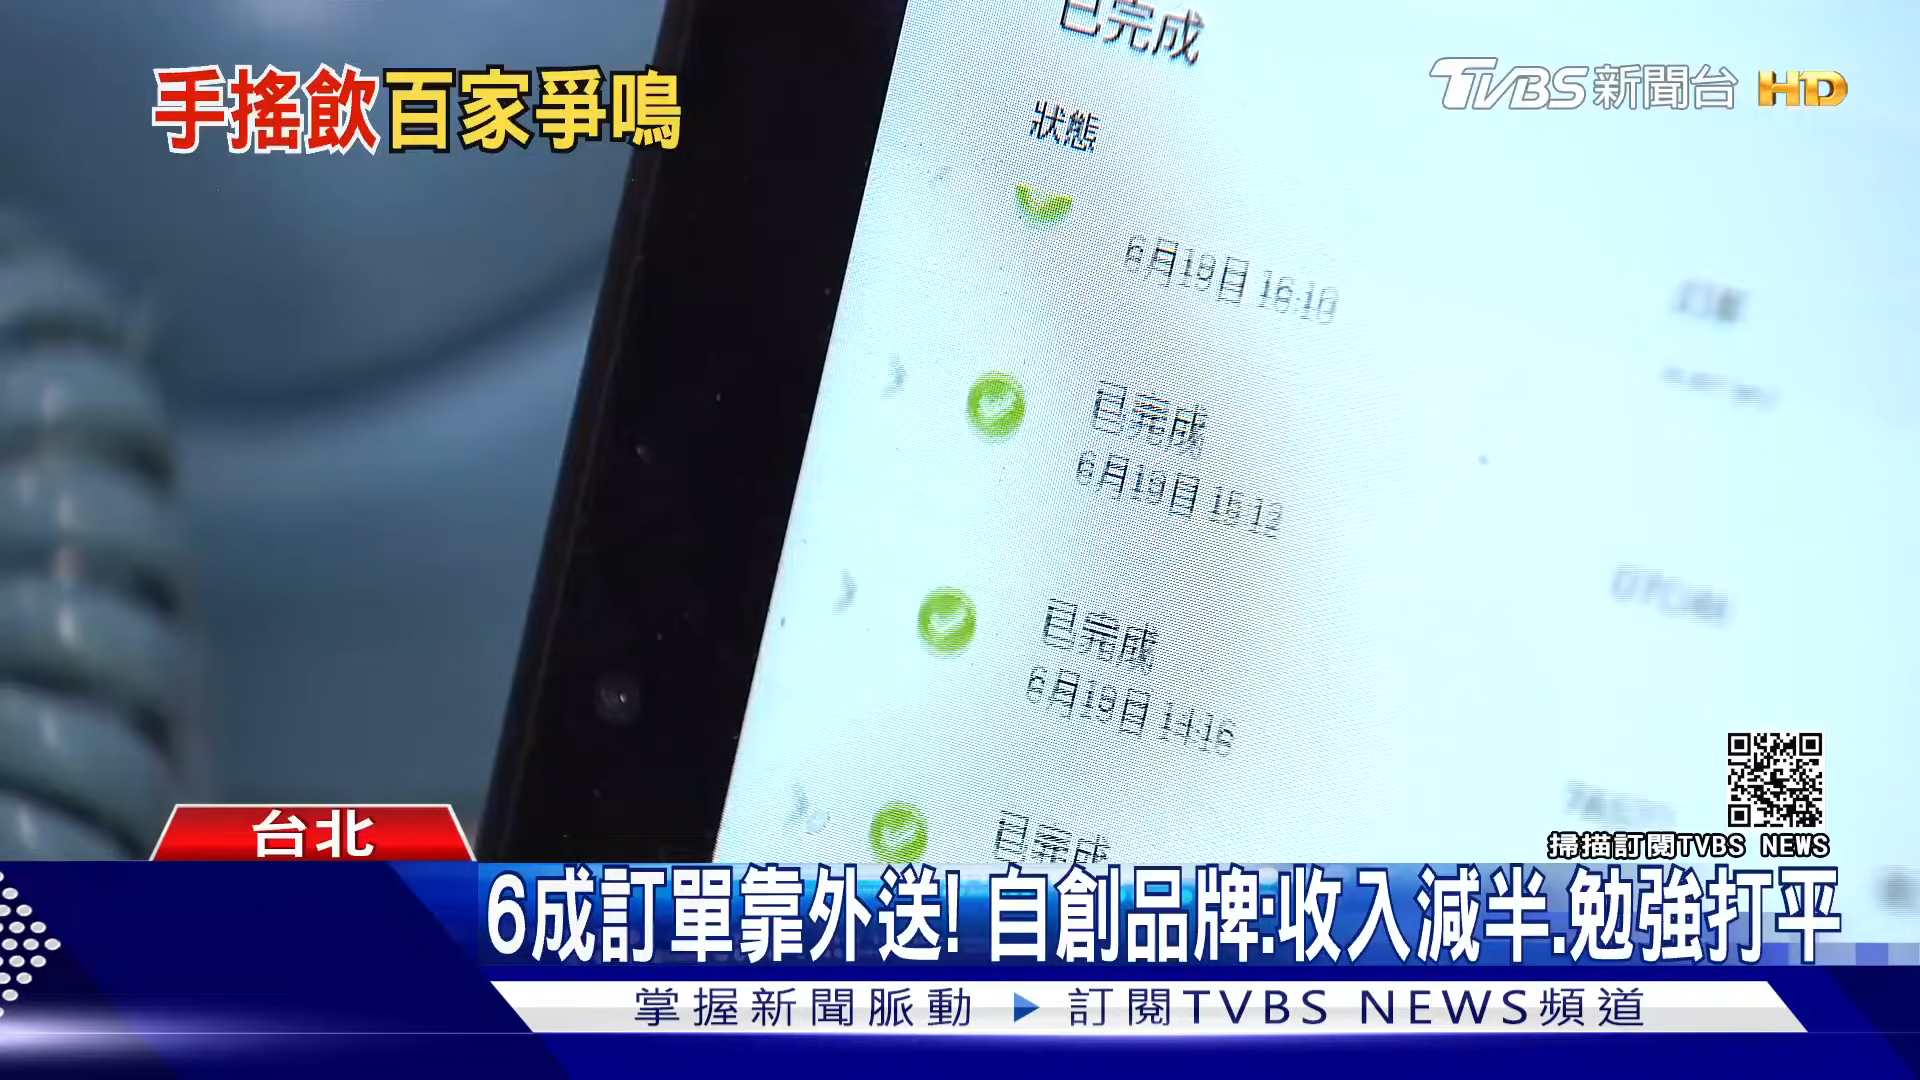 手搖飲百家爭鳴
TVBS新聞台 HD
已完成
狀態
6月19日 16:10
已完成
6月19日 15:12
已完成
6月19日 14:16
已完成
掃描訂閱TVBS NEWS
台北
6成訂單靠外送! 自創品牌:收入減半.勉強打平
掌握新聞脈動 ▶ 訂閱TVBS NEWS頻道